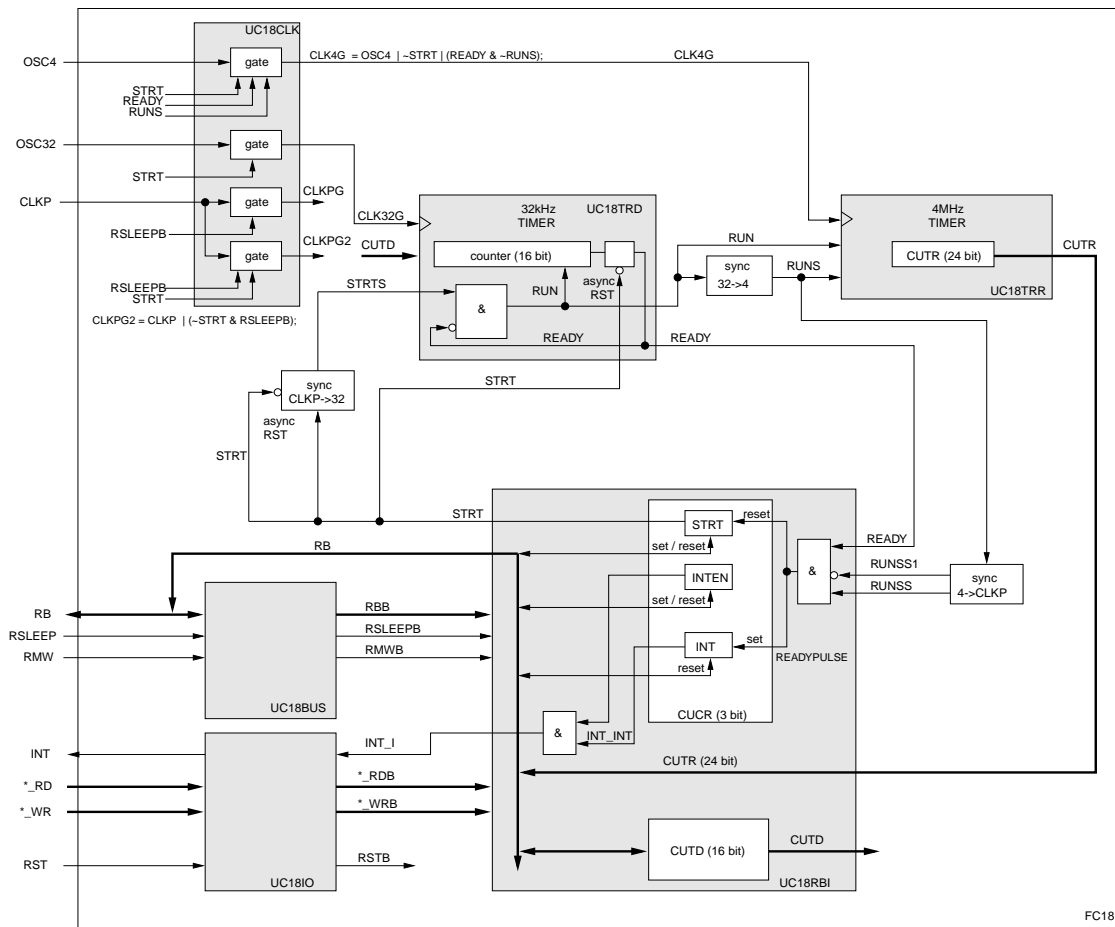 UC18CLK
OSC4
gate
CLK4G = OSC4 | ~STRT | (READY & ~RUNS);
CLK4G
STRT
READY
RUNS
OSC32
gate
STRT
CLKP
gate
CLKPG
RSLEEPB
gate
CLKPG2
RSLEEPB
STRT
CLKPG2 = CLKP | (~STRT & RSLEEPB);
CLK32G
CUTD
32kHz
TIMER
UC18TRD
counter (16 bit)
async
RST
RUN
STRTS
&
READY
READY
RUN
sync
32->4
RUNS
4MHz
TIMER
CUTR (24 bit)
UC18TRR
CUTR
sync
CLKP->32
async
RST
STRT
STRT
STRT
STRT
reset
set / reset
INTEN
set / reset
INT
set
reset
READYPULSE
CUCR (3 bit)
&
READY
RUNSS1
RUNSS
sync
4->CLKP
RB
RB
RSLEEP
RMW
RBB
RSLEEPB
RMWB
UC18BUS
&
INT_INT
INT
INT_I
*_RD
*_RDB
*_WR
*_WRB
RST
RSTB
UC18IO
CUTR (24 bit)
CUTD (16 bit)
CUTD
UC18RBI
FC18